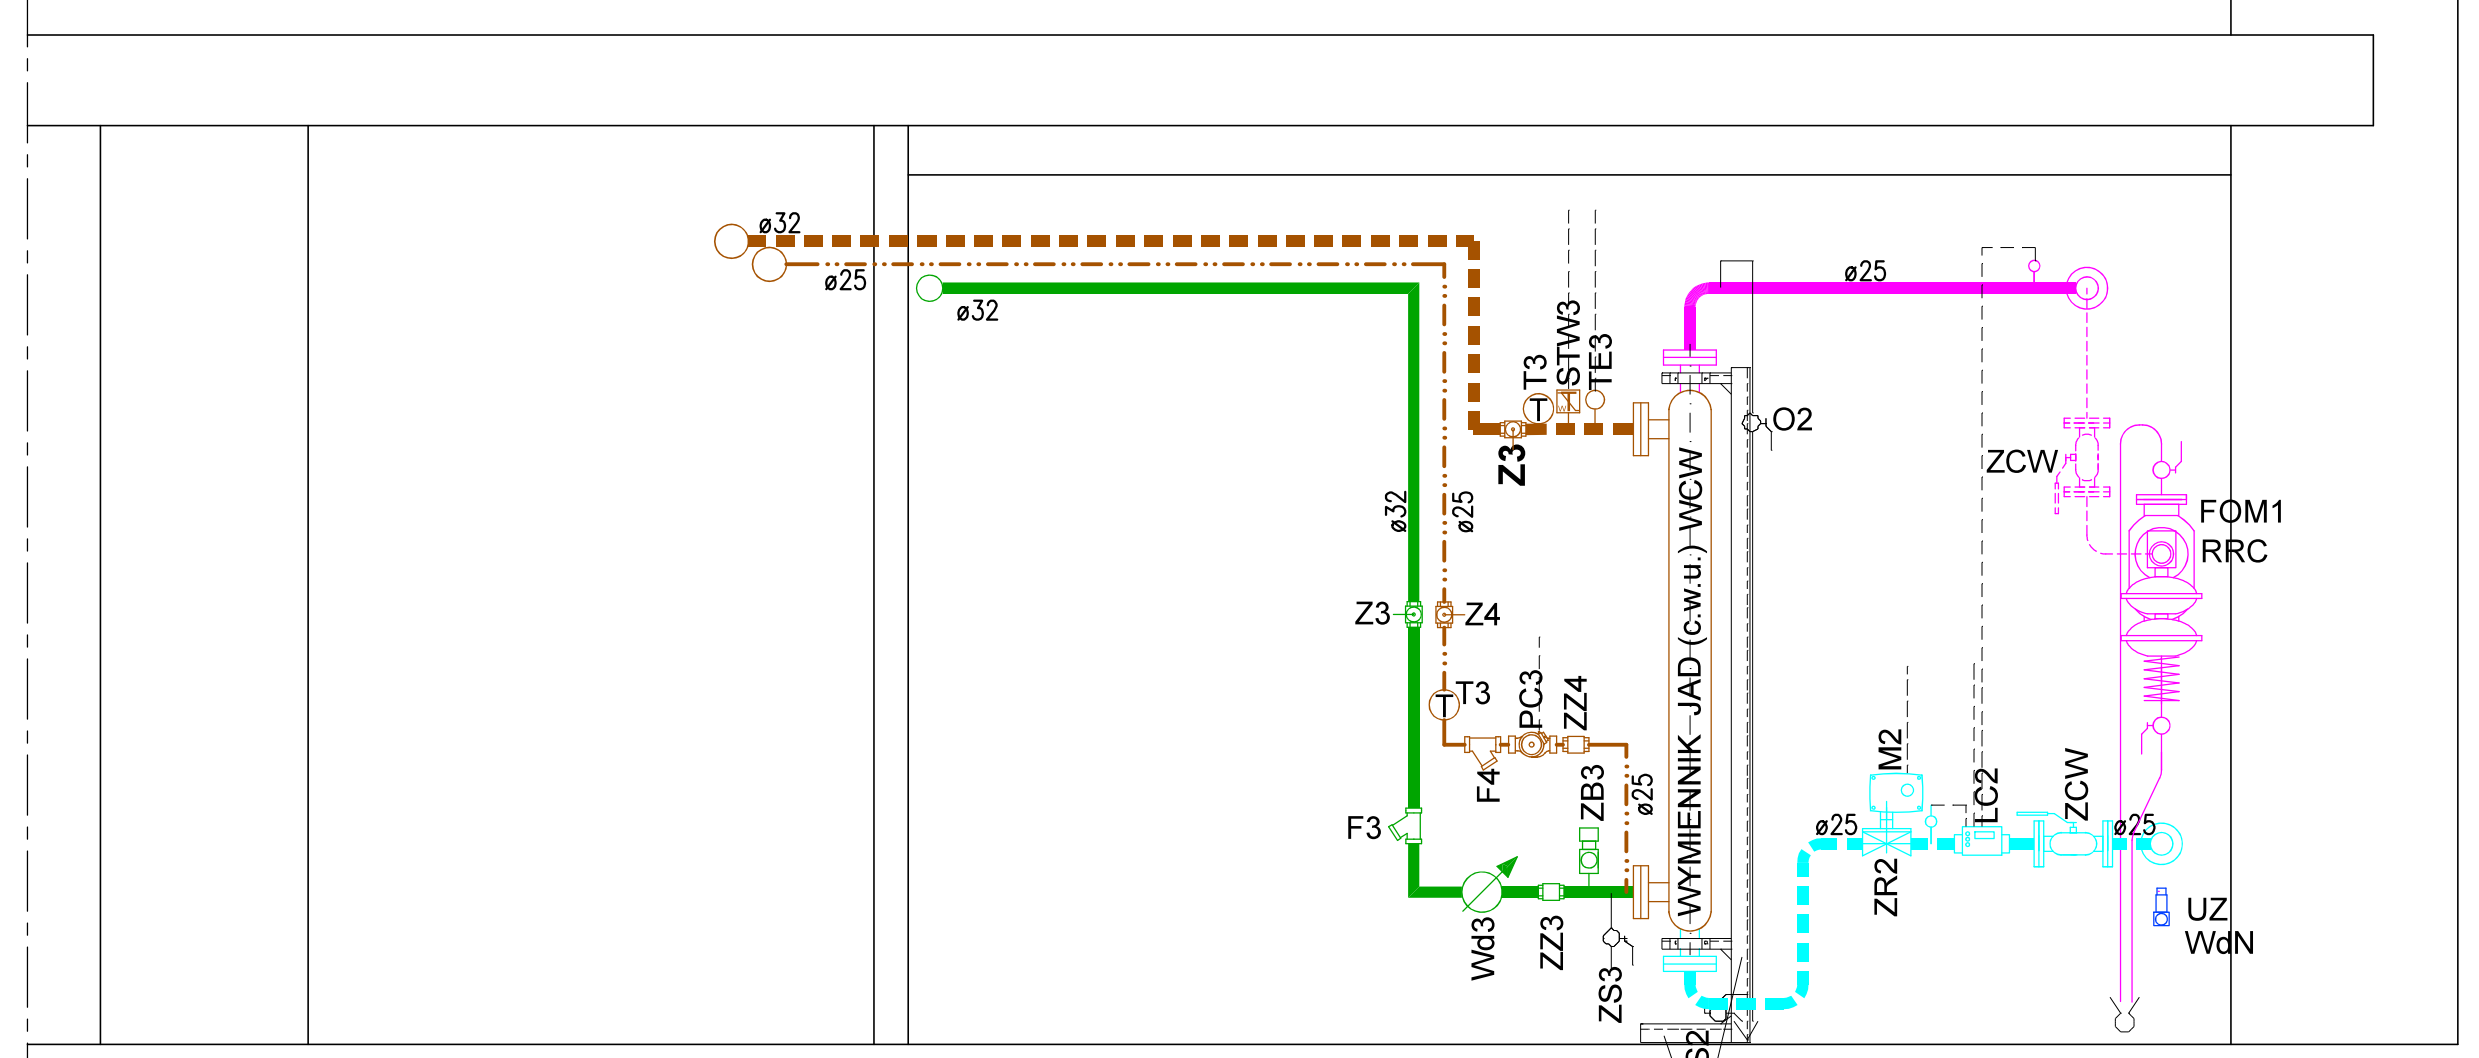 ø32
ø25
ø32
ø25
STW3
T3
TE3
T
W
O2
Z3
ZCW
WYMIENNIK JAD (c.w.u.) WCW
ø32
ø25
FOM1
RRC
Z3
Z4
T
T3
PC3
ZZ4
M2
F4
ZB3
ø25
LC2
ZCW
F3
ø25
ø25
ZR2
Wd3
ZZ3
ZS3
UZ
WdN
S2